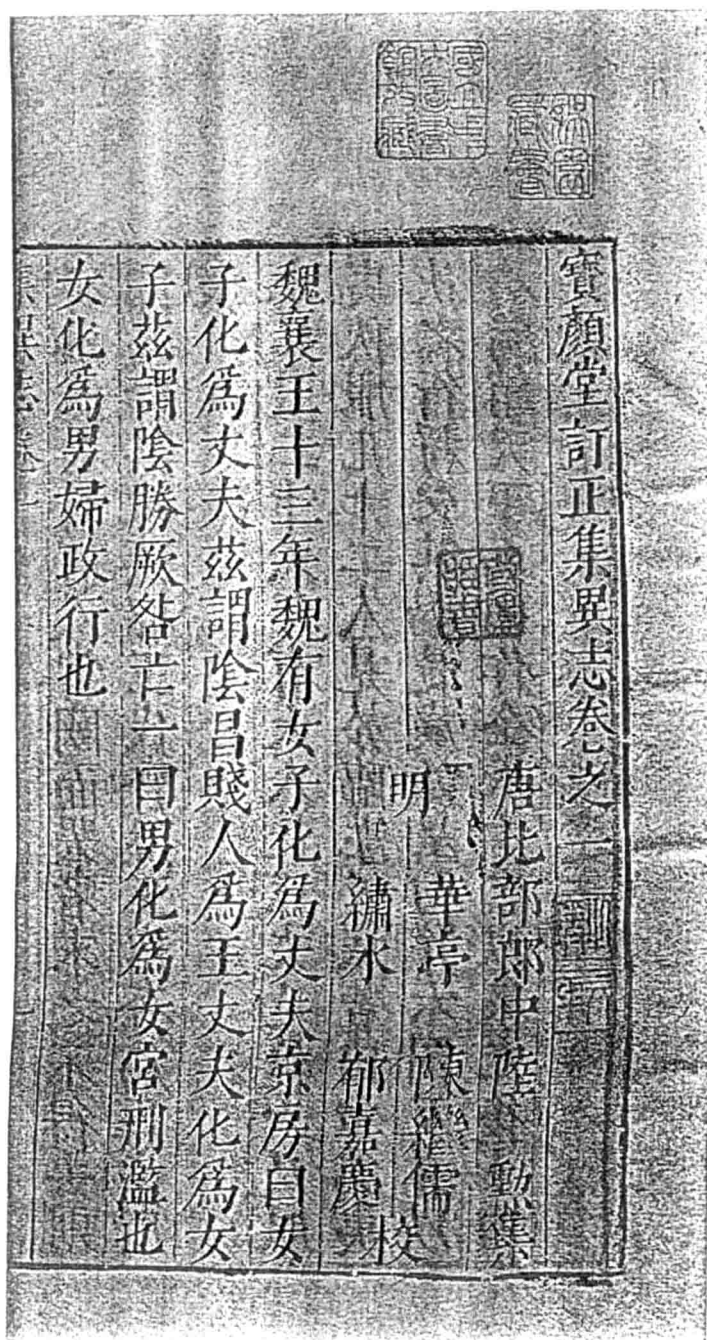 寶顏堂訂正集異志卷之一
唐比部郎中陸勳集
明 華亭 陳繼儒
繡水 郁嘉慶 校
魏襄王十三年魏有女子化爲丈夫京房曰女
子化爲丈夫茲謂陰昌賤人爲王丈夫化爲女
子茲謂陰勝厥咎亡一曰男化爲女宮刑濫也
女化爲男婦政行也